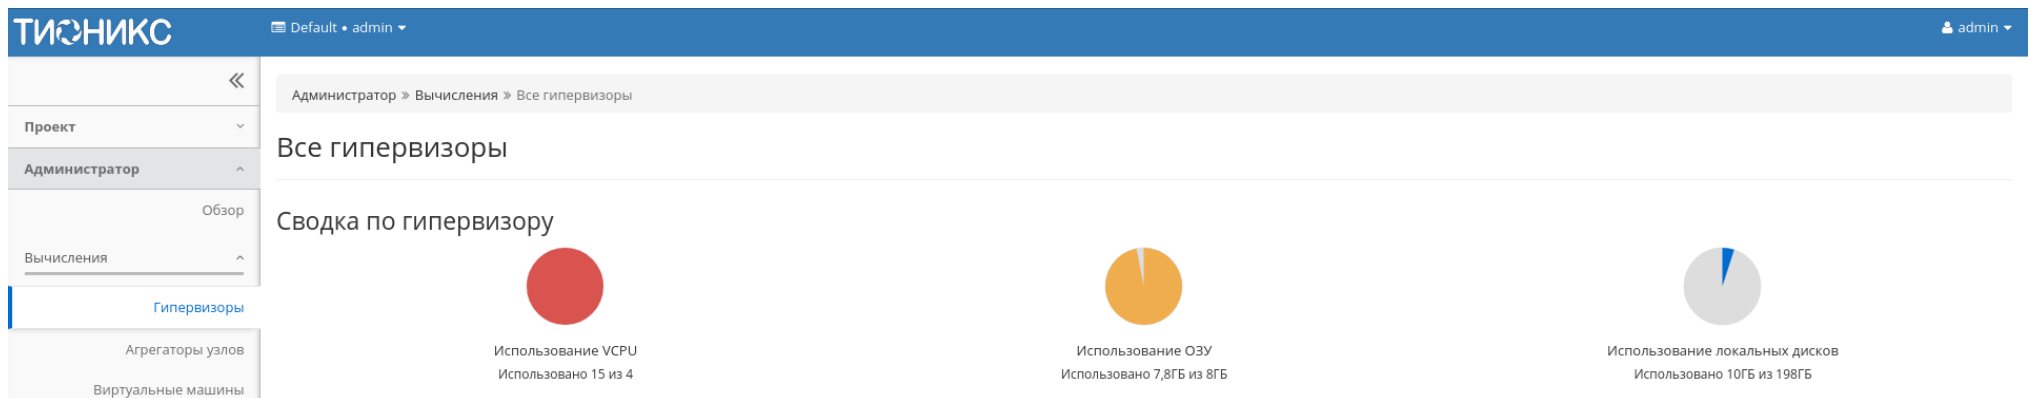 ТИОНИКС
Default • admin
admin
Проект
Администратор
Обзор
Вычисления
Гипервизоры
Агрегаторы узлов
Виртуальные машины
Администратор » Вычисления » Все гипервизоры
Все гипервизоры
Сводка по гипервизору
Использование VCPU
Использовано 15 из 4
Использование ОЗУ
Использовано 7,8ГБ из 8ГБ
Использование локальных дисков
Использовано 10ГБ из 198ГБ